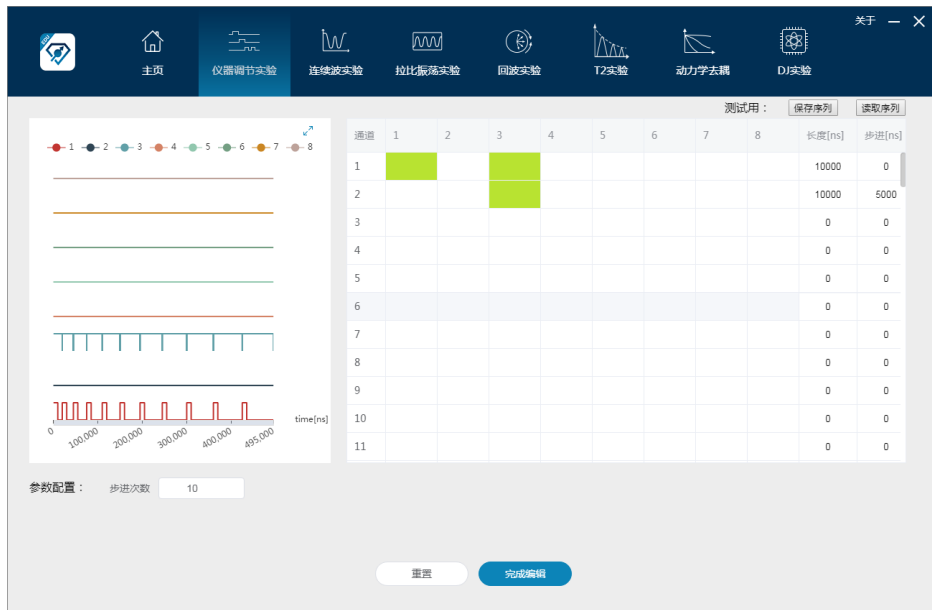 关于
EDU
主页 仪器调节实验 连续波实验 拉比振荡实验 回波实验 T2实验 动力学去耦 DJ实验
测试用： 保存序列 读取序列
1 2 3 4 5 6 7 8
time[ns]
0 100,000 200,000 300,000 400,000 495,000
通道 1 2 3 4 5 6 7 8 长度[ns] 步进[ns]
1 10000 0
2 10000 5000
3 0 0
4 0 0
5 0 0
6 0 0
7 0 0
8 0 0
9 0 0
10 0 0
11 0 0
参数配置： 步进次数 10
重置 完成编辑